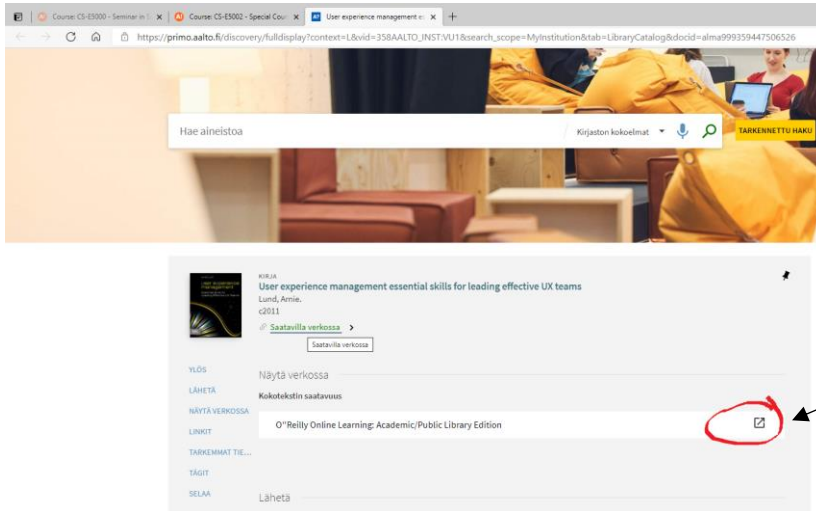 Course: CS-E5000 - Seminar in S
Course: CS-E5002 - Special Cour
User experience management es
https://primo.aalto.fi/discovery/fulldisplay?context=L&vid=358AALTO_INST:VU1&search_scope=MyInstitution&tab=LibraryCatalog&docid=alma999359447506526
Hae aineistoa
Kirjaston kokoelmat
TARKENNETTU HAKU
KIRJA
User experience management essential skills for leading effective UX teams
Lund, Arnie.
c2011
Saatavilla verkossa
Saatavilla verkossa
YLÖS
LÄHETÄ
NÄYTÄ VERKOSSA
LINKIT
TARKEMMAT TIE...
TÄGIT
SELAA
Näytä verkossa
Kokotekstin saatavuus
O"Reilly Online Learning: Academic/Public Library Edition
Lähetä